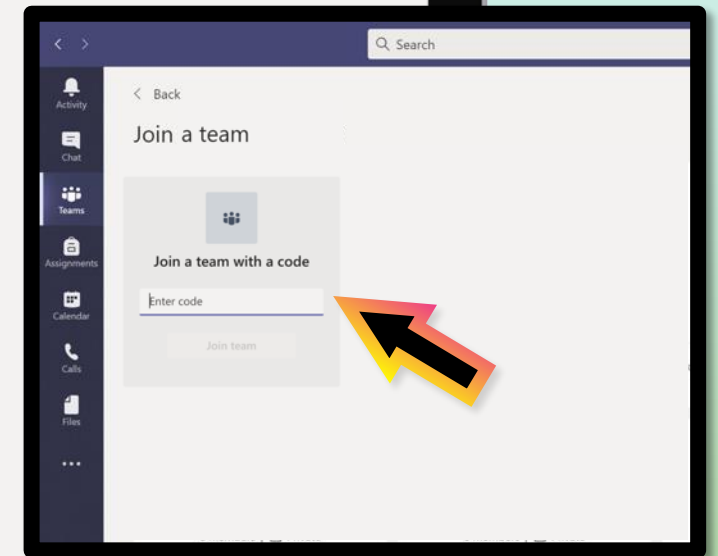 Search
Activity
Back
Join a team
Chat
Teams
Join a team with a code
Assignments
Enter code
Calendar
Join team
Calls
Files